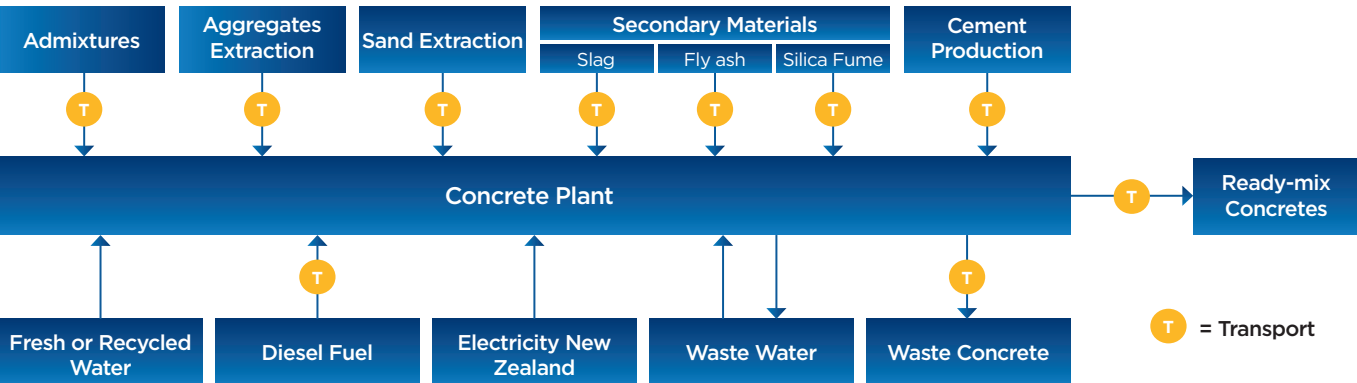 Admixtures
Aggregates
Extraction
Sand Extraction
Secondary Materials
Slag
Fly ash
Silica Fume
Cement
Production
T
T
T
T
T
T
T
Concrete Plant
T
Ready-mix
Concretes
T
T
Fresh or Recycled
Water
Diesel Fuel
Electricity New
Zealand
Waste Water
Waste Concrete
T = Transport